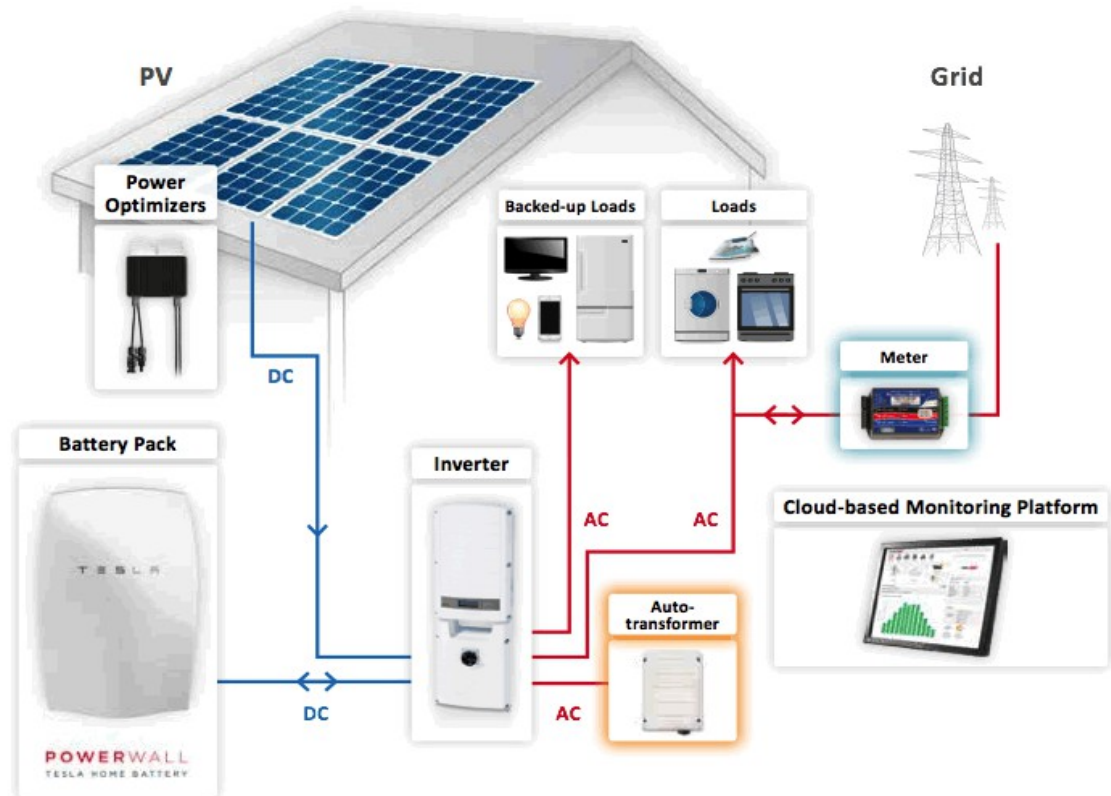 PV
Grid
Power
Optimizers
Backed-up Loads
Loads
DC
Meter
Battery Pack
Inverter
TESLA
AC
AC
Cloud-based Monitoring Platform
Auto-
transformer
DC
AC
POWERWALL
TESLA HOME BATTERY